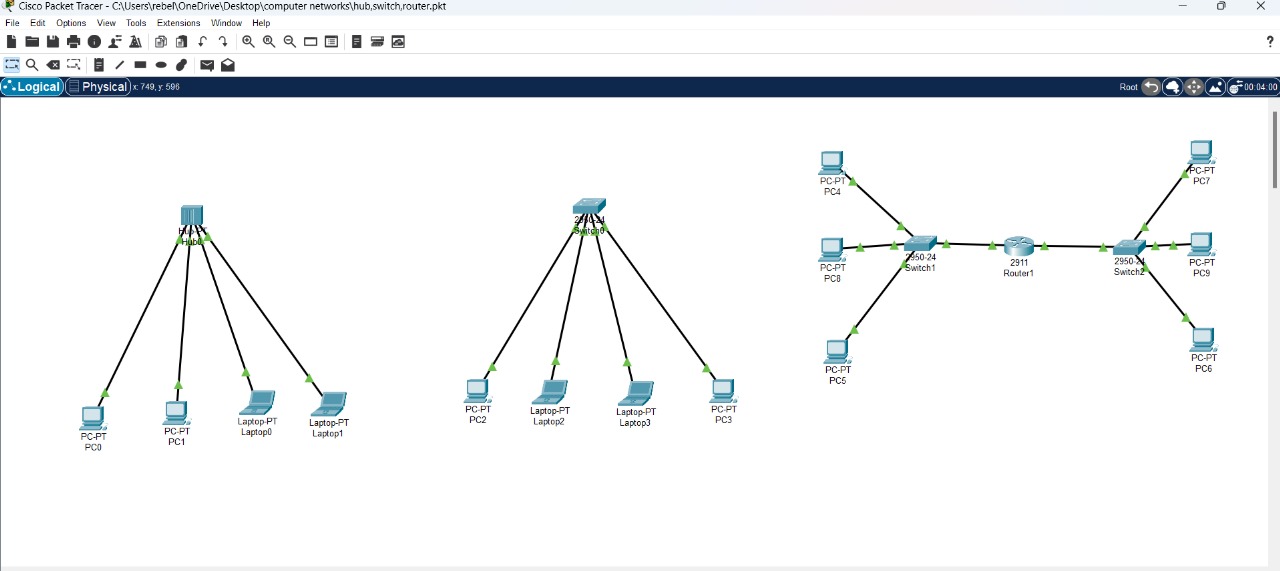 Cisco Packet Tracer - C:\Users\rebel\OneDrive\Desktop\computer networks\hub,switch,router.pkt
File Edit Options View Tools Extensions Window Help
?
Logical Physical x: 749, y: 596 Root 00:04:00
Hub-PT
Hub0
PC-PT
PC0
PC-PT
PC1
Laptop-PT
Laptop0
Laptop-PT
Laptop1
2950-24
Switch0
PC-PT
PC2
Laptop-PT
Laptop2
Laptop-PT
Laptop3
PC-PT
PC3
PC-PT
PC4
PC-PT
PC8
PC-PT
PC5
2950-24
Switch1
2911
Router1
2950-24
Switch2
PC-PT
PC7
PC-PT
PC9
PC-PT
PC6